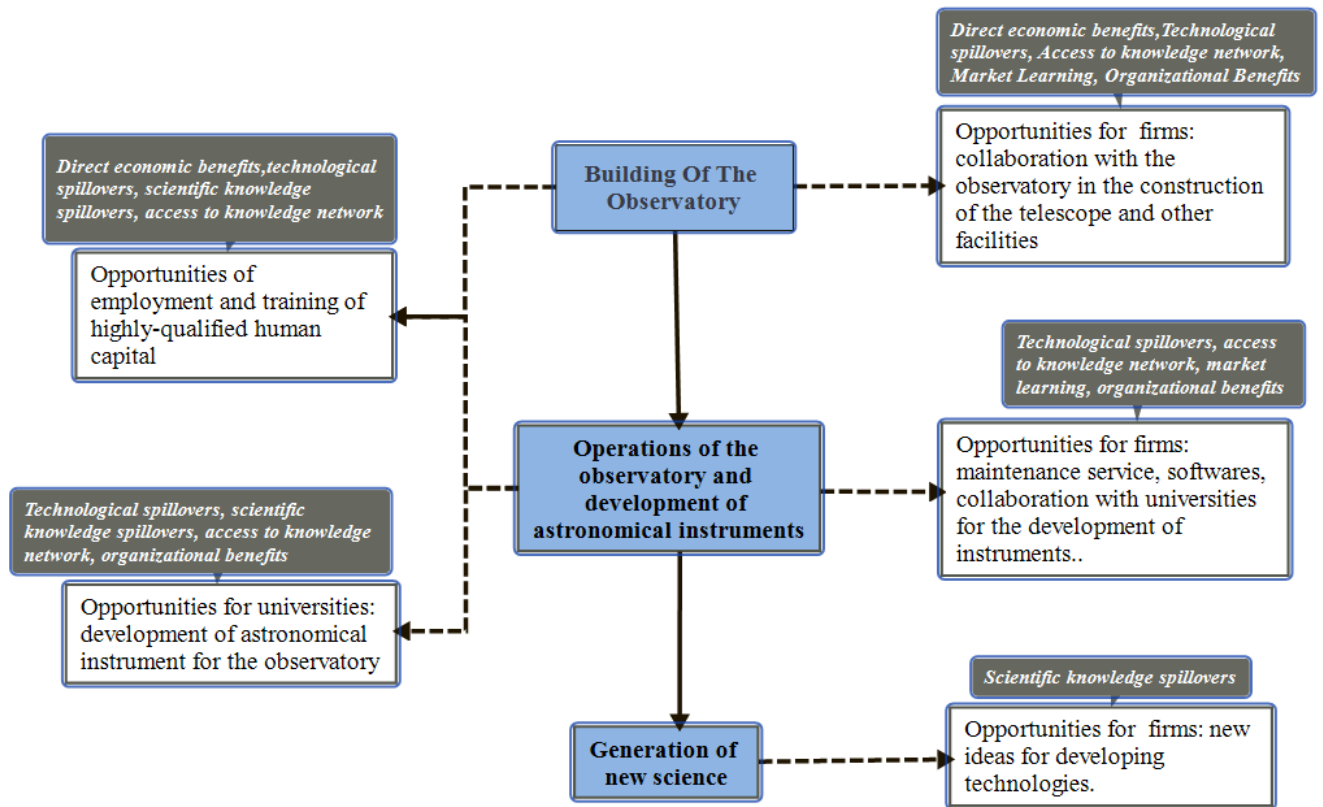 Direct economic benefits,Technological
spillovers, Access to knowledge network,
Market Learning, Organizational Benefits
Opportunities for firms:
collaboration with the
observatory in the construction
of the telescope and other
facilities
Building Of The
Observatory
Direct economic benefits,technological
spillovers, scientific knowledge
spillovers, access to knowledge network
Opportunities of
employment and training of
highly-qualified human
capital
Technological spillovers, access
to knowledge network, market
learning, organizational benefits
Opportunities for firms:
maintenance service, softwares,
collaboration with universities
for the development of
instruments..
Operations of the
observatory and
development of
astronomical instruments
Technological spillovers, scientific
knowledge spillovers, access to knowledge
network, organizational benefits
Opportunities for universities:
development of astronomical
instrument for the observatory
Scientific knowledge spillovers
Opportunities for firms: new
ideas for developing
technologies.
Generation of
new science